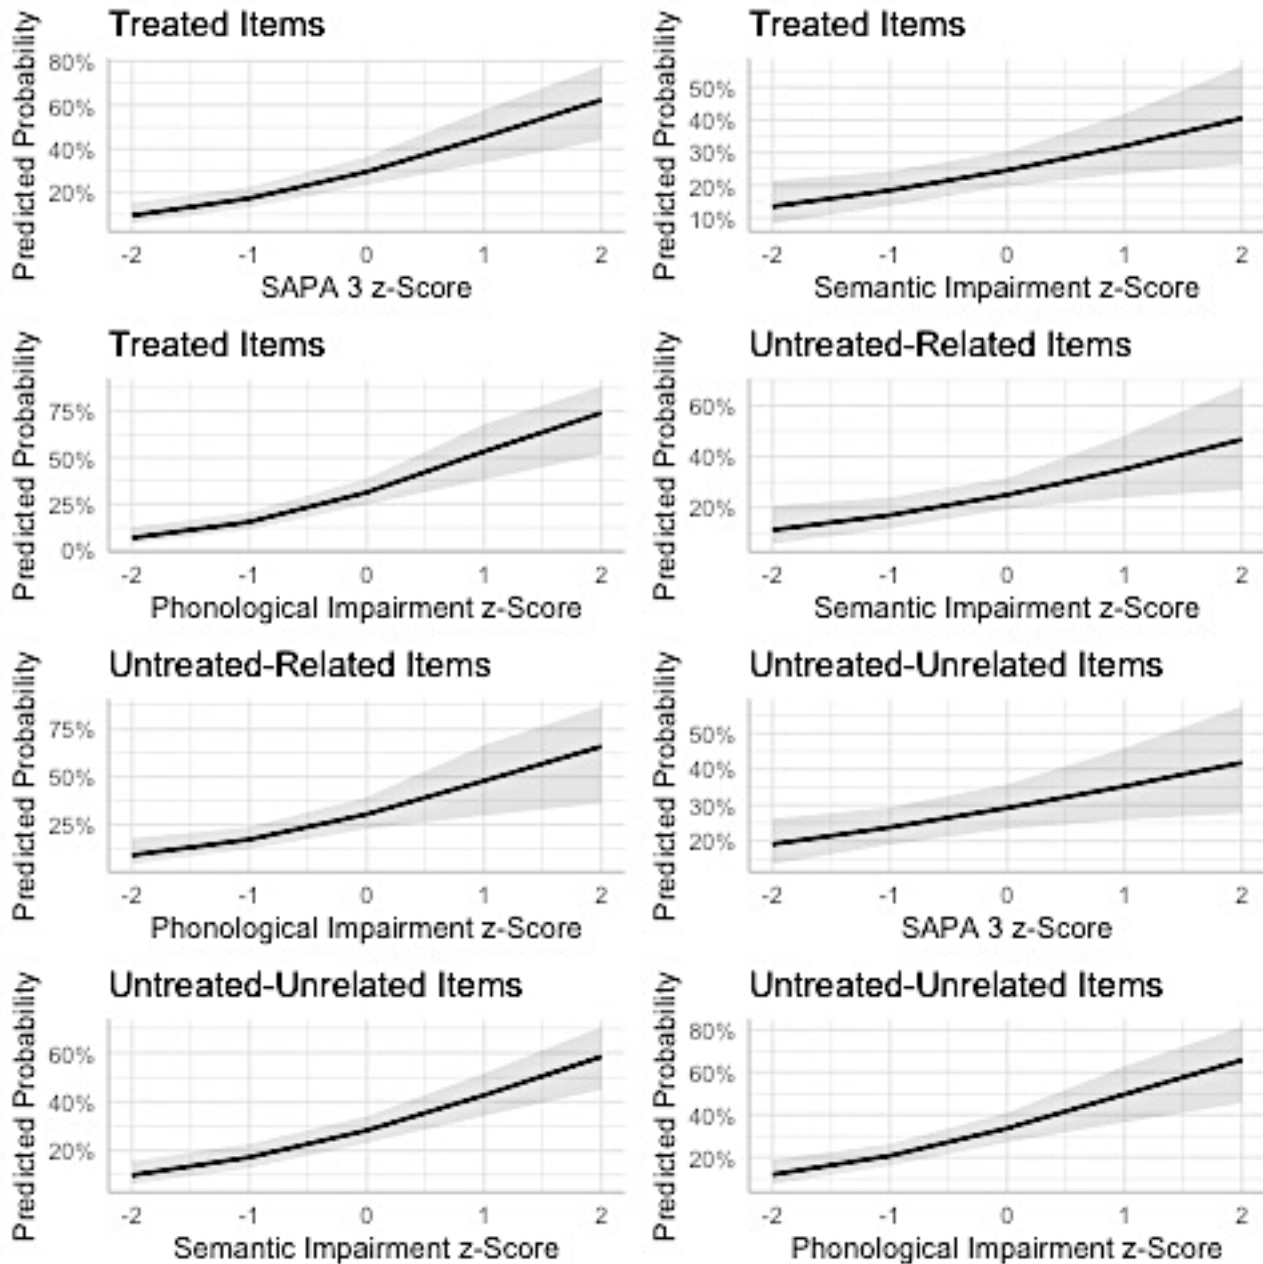 Treated Items
Predicted Probability
80%
60%
40%
20%
-2 -1 0 1 2
SAPA 3 z-Score
Treated Items
Predicted Probability
50%
40%
30%
20%
10%
-2 -1 0 1 2
Semantic Impairment z-Score
Treated Items
Predicted Probability
75%
50%
25%
0%
-2 -1 0 1 2
Phonological Impairment z-Score
Untreated-Related Items
Predicted Probability
60%
40%
20%
-2 -1 0 1 2
Semantic Impairment z-Score
Untreated-Related Items
Predicted Probability
75%
50%
25%
-2 -1 0 1 2
Phonological Impairment z-Score
Untreated-Unrelated Items
Predicted Probability
50%
40%
30%
20%
-2 -1 0 1 2
SAPA 3 z-Score
Untreated-Unrelated Items
Predicted Probability
60%
40%
20%
-2 -1 0 1 2
Semantic Impairment z-Score
Untreated-Unrelated Items
Predicted Probability
80%
60%
40%
20%
-2 -1 0 1 2
Phonological Impairment z-Score